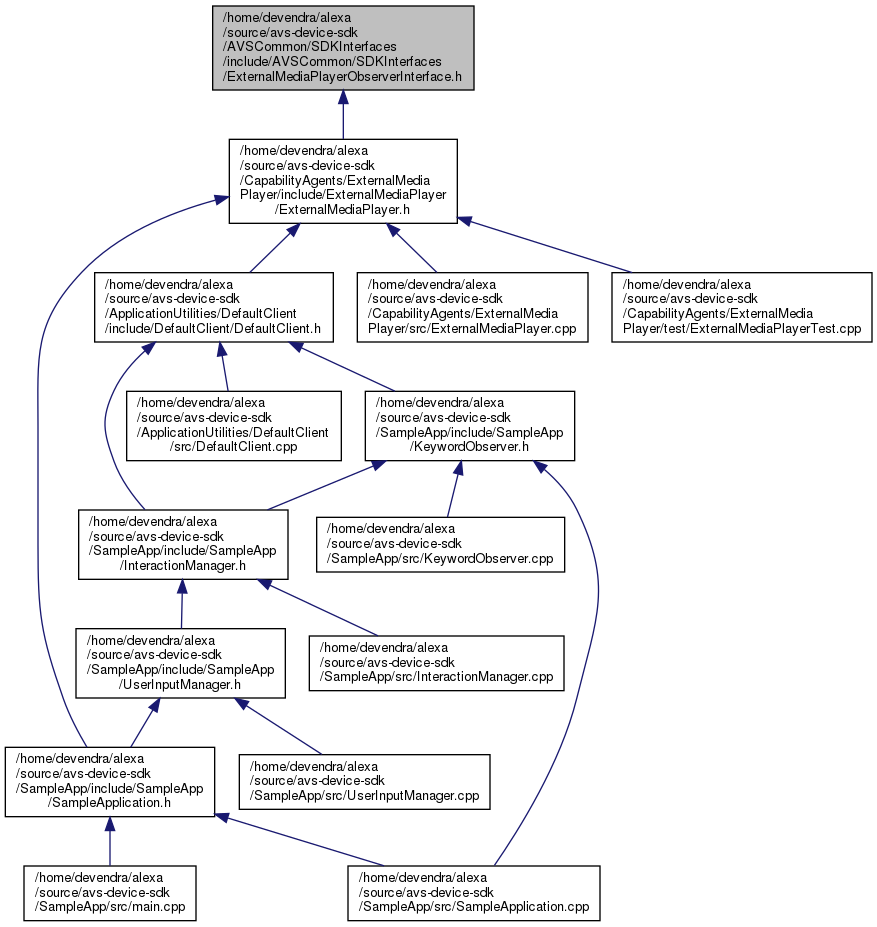 /home/devendra/alexa
/source/avs-device-sdk
/AVSCommon/SDKInterfaces
/include/AVSCommon/SDKInterfaces
/ExternalMediaPlayerObserverInterface.h
/home/devendra/alexa
/source/avs-device-sdk
/CapabilityAgents/ExternalMedia
Player/include/ExternalMediaPlayer
/ExternalMediaPlayer.h
/home/devendra/alexa
/source/avs-device-sdk
/ApplicationUtilities/DefaultClient
/include/DefaultClient/DefaultClient.h
/home/devendra/alexa
/source/avs-device-sdk
/CapabilityAgents/ExternalMedia
Player/src/ExternalMediaPlayer.cpp
/home/devendra/alexa
/source/avs-device-sdk
/CapabilityAgents/ExternalMedia
Player/test/ExternalMediaPlayerTest.cpp
/home/devendra/alexa
/source/avs-device-sdk
/ApplicationUtilities/DefaultClient
/src/DefaultClient.cpp
/home/devendra/alexa
/source/avs-device-sdk
/SampleApp/include/SampleApp
/KeywordObserver.h
/home/devendra/alexa
/source/avs-device-sdk
/SampleApp/include/SampleApp
/InteractionManager.h
/home/devendra/alexa
/source/avs-device-sdk
/SampleApp/src/KeywordObserver.cpp
/home/devendra/alexa
/source/avs-device-sdk
/SampleApp/include/SampleApp
/UserInputManager.h
/home/devendra/alexa
/source/avs-device-sdk
/SampleApp/src/InteractionManager.cpp
/home/devendra/alexa
/source/avs-device-sdk
/SampleApp/include/SampleApp
/SampleApplication.h
/home/devendra/alexa
/source/avs-device-sdk
/SampleApp/src/UserInputManager.cpp
/home/devendra/alexa
/source/avs-device-sdk
/SampleApp/src/main.cpp
/home/devendra/alexa
/source/avs-device-sdk
/SampleApp/src/SampleApplication.cpp